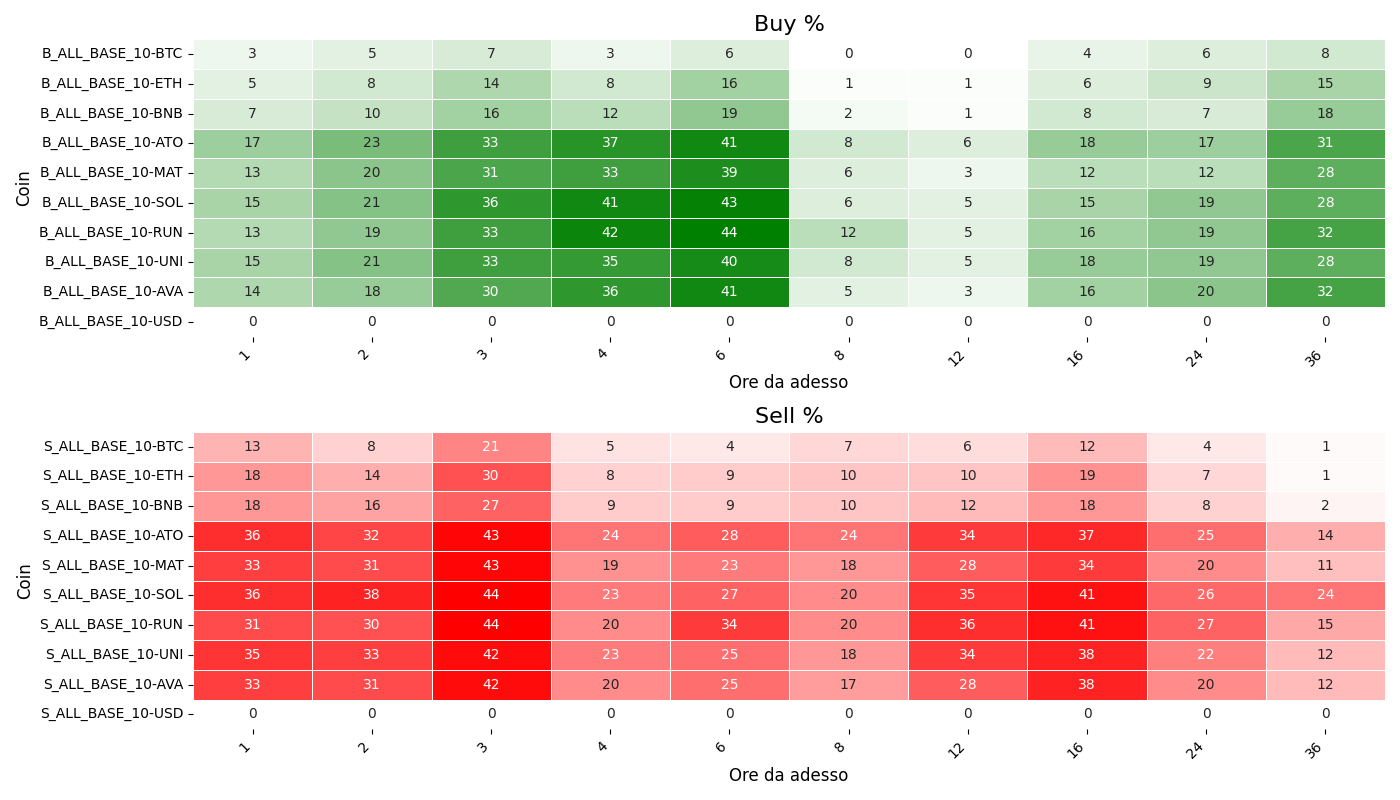 Buy %
Coin
B_ALL_BASE_10-BTC 3 5 7 3 6 0 0 4 6 8
B_ALL_BASE_10-ETH 5 8 14 8 16 1 1 6 9 15
B_ALL_BASE_10-BNB 7 10 16 12 19 2 1 8 7 18
B_ALL_BASE_10-ATO 17 23 33 37 41 8 6 18 17 31
B_ALL_BASE_10-MAT 13 20 31 33 39 6 3 12 12 28
B_ALL_BASE_10-SOL 15 21 36 41 43 6 5 15 19 28
B_ALL_BASE_10-RUN 13 19 33 42 44 12 5 16 19 32
B_ALL_BASE_10-UNI 15 21 33 35 40 8 5 18 19 28
B_ALL_BASE_10-AVA 14 18 30 36 41 5 3 16 20 32
B_ALL_BASE_10-USD 0 0 0 0 0 0 0 0 0 0
1 2 3 4 6 8 12 16 24 36
Ore da adesso
Sell %
Coin
S_ALL_BASE_10-BTC 13 8 21 5 4 7 6 12 4 1
S_ALL_BASE_10-ETH 18 14 30 8 9 10 10 19 7 1
S_ALL_BASE_10-BNB 18 16 27 9 9 10 12 18 8 2
S_ALL_BASE_10-ATO 36 32 43 24 28 24 34 37 25 14
S_ALL_BASE_10-MAT 33 31 43 19 23 18 28 34 20 11
S_ALL_BASE_10-SOL 36 38 44 23 27 20 35 41 26 24
S_ALL_BASE_10-RUN 31 30 44 20 34 20 36 41 27 15
S_ALL_BASE_10-UNI 35 33 42 23 25 18 34 38 22 12
S_ALL_BASE_10-AVA 33 31 42 20 25 17 28 38 20 12
S_ALL_BASE_10-USD 0 0 0 0 0 0 0 0 0 0
1 2 3 4 6 8 12 16 24 36
Ore da adesso